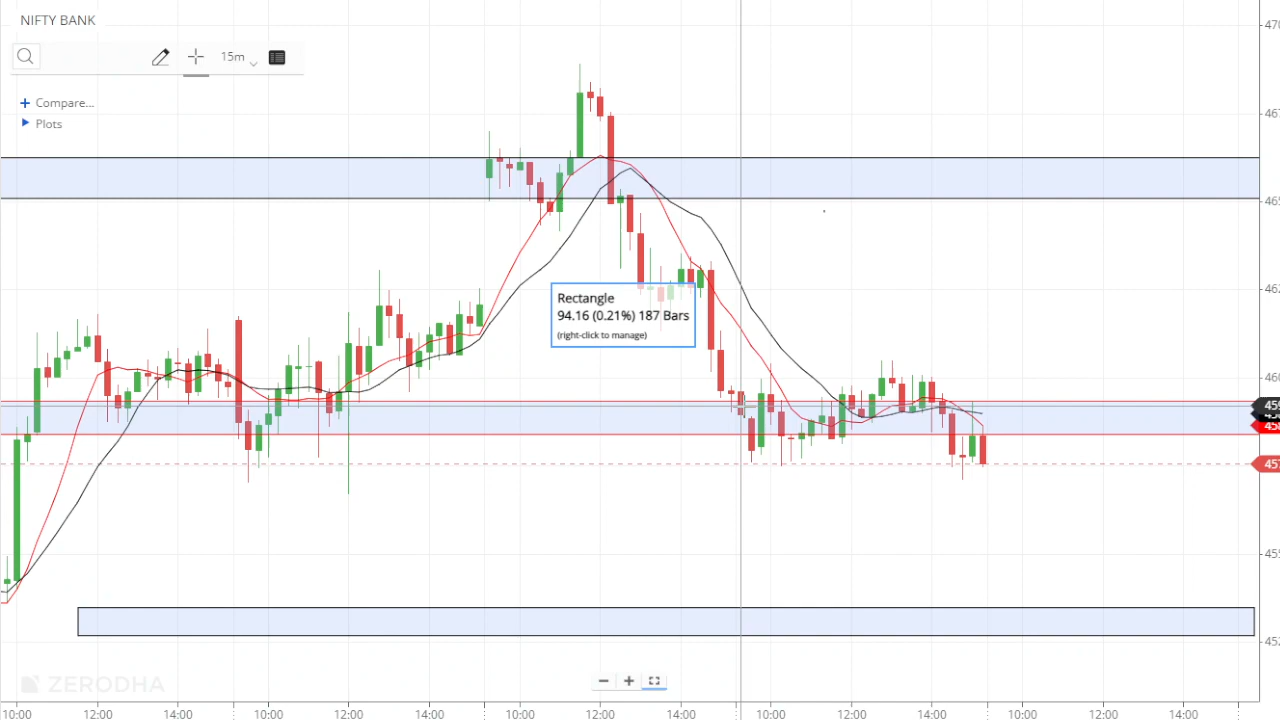 NIFTY BANK
15m
+ Compare...
Plots
Rectangle
94.16 (0.21%) 187 Bars
(right-click to manage)
ZERODHA
10:00 12:00 14:00 10:00 12:00 14:00 10:00 12:00 14:00 10:00 12:00 14:00 10:00 12:00 14:00